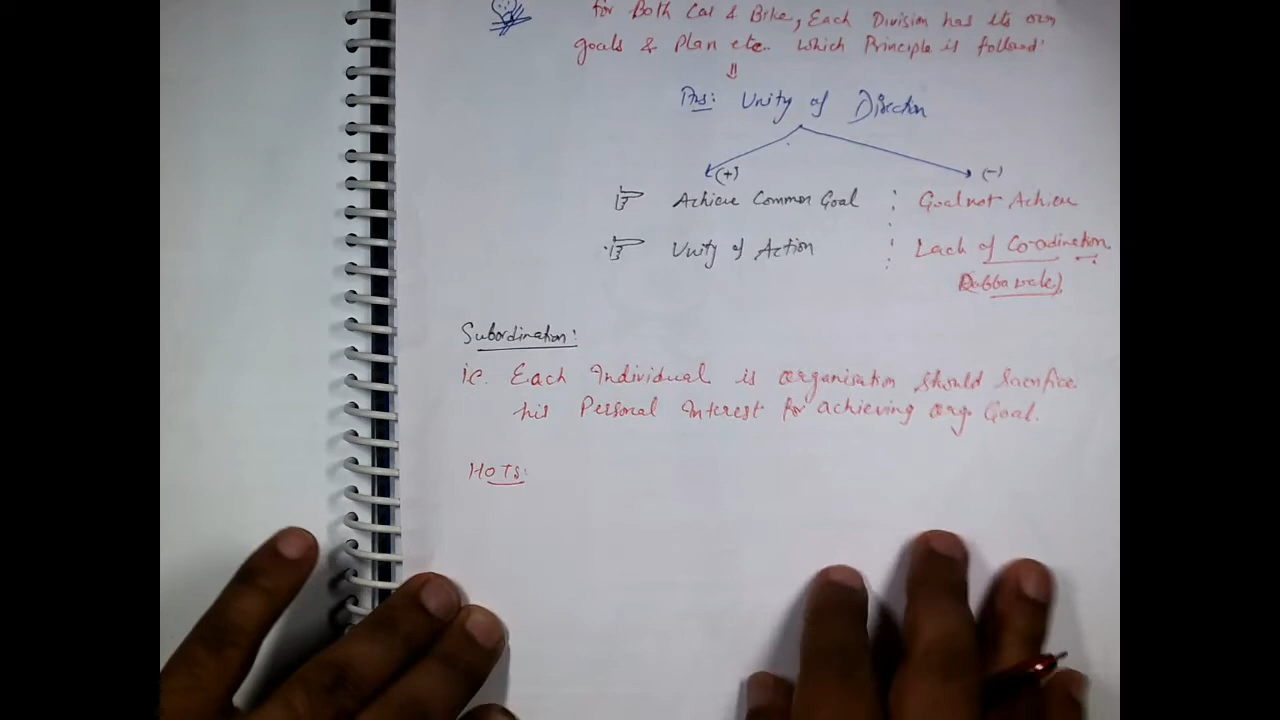 for Both Car & Bike, Each Division has its own
goals & Plan etc.. which Principle is followed'
Ans: Unity of Direction
(+) (-)
Achieve Common Goal : Goal not Achieve
Unity of Action : Lack of Co-ordination
Subordination:
i.e. Each Individual is organisation should sacrifice
his Personal Interest for achieving org. Goal.
HOTS: